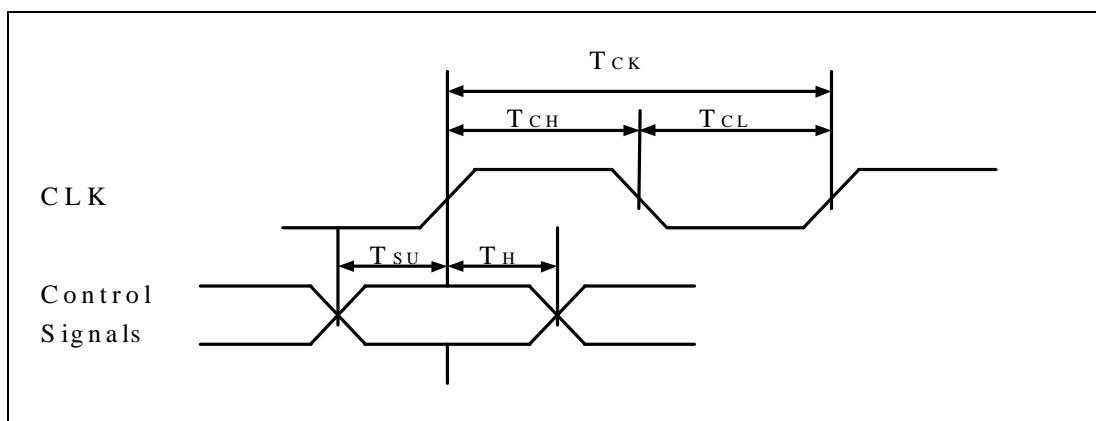 TCK
TCH TCL
CLK
TSU TH
Control
Signals